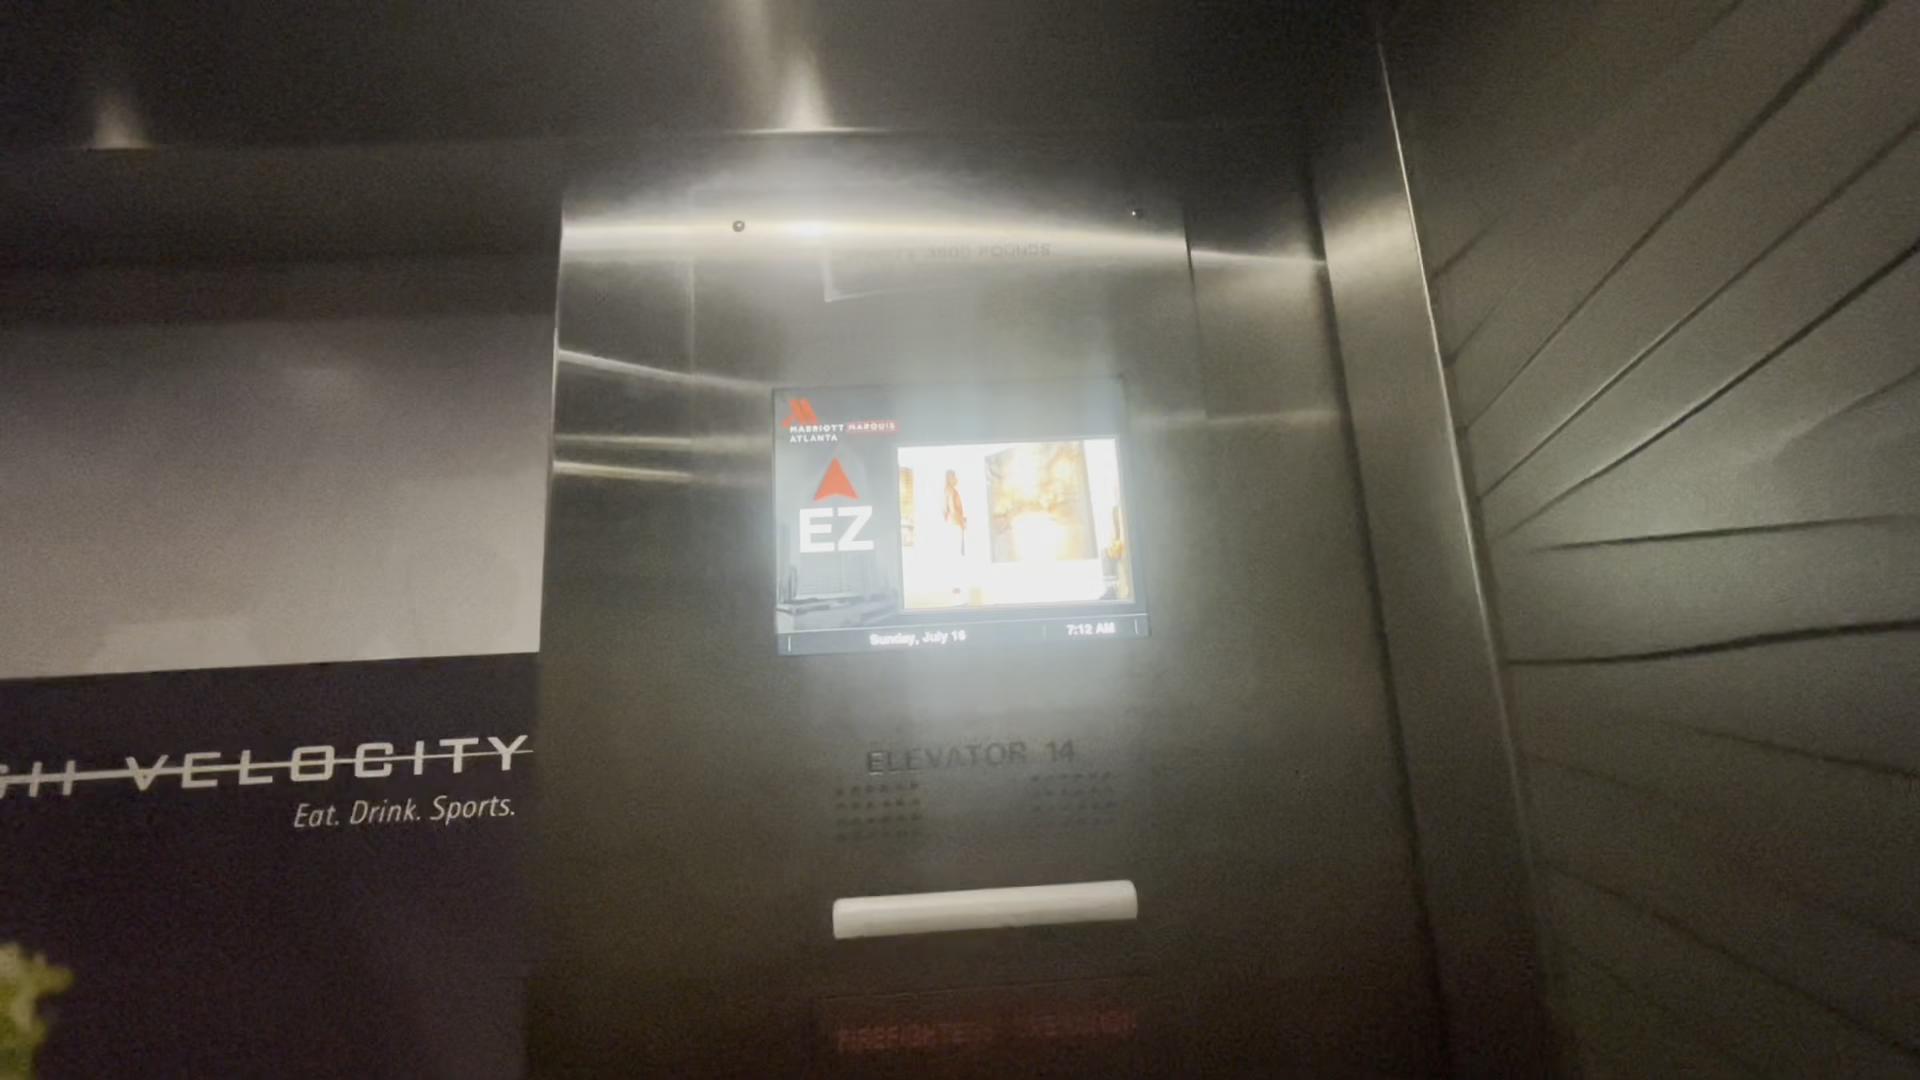 MARRIOTT MARQUIS
ATLANTA
EZ
Sunday, July 16
7:12 AM
ELEVATOR 14
VELOCITY
Eat. Drink. Sports.